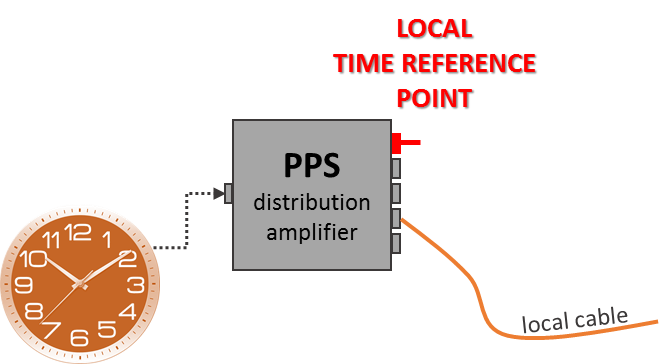 LOCAL
TIME REFERENCE
POINT
PPS
distribution
amplifier
12
11 1
10 2
9 3
8 4
7 5
6
local cable